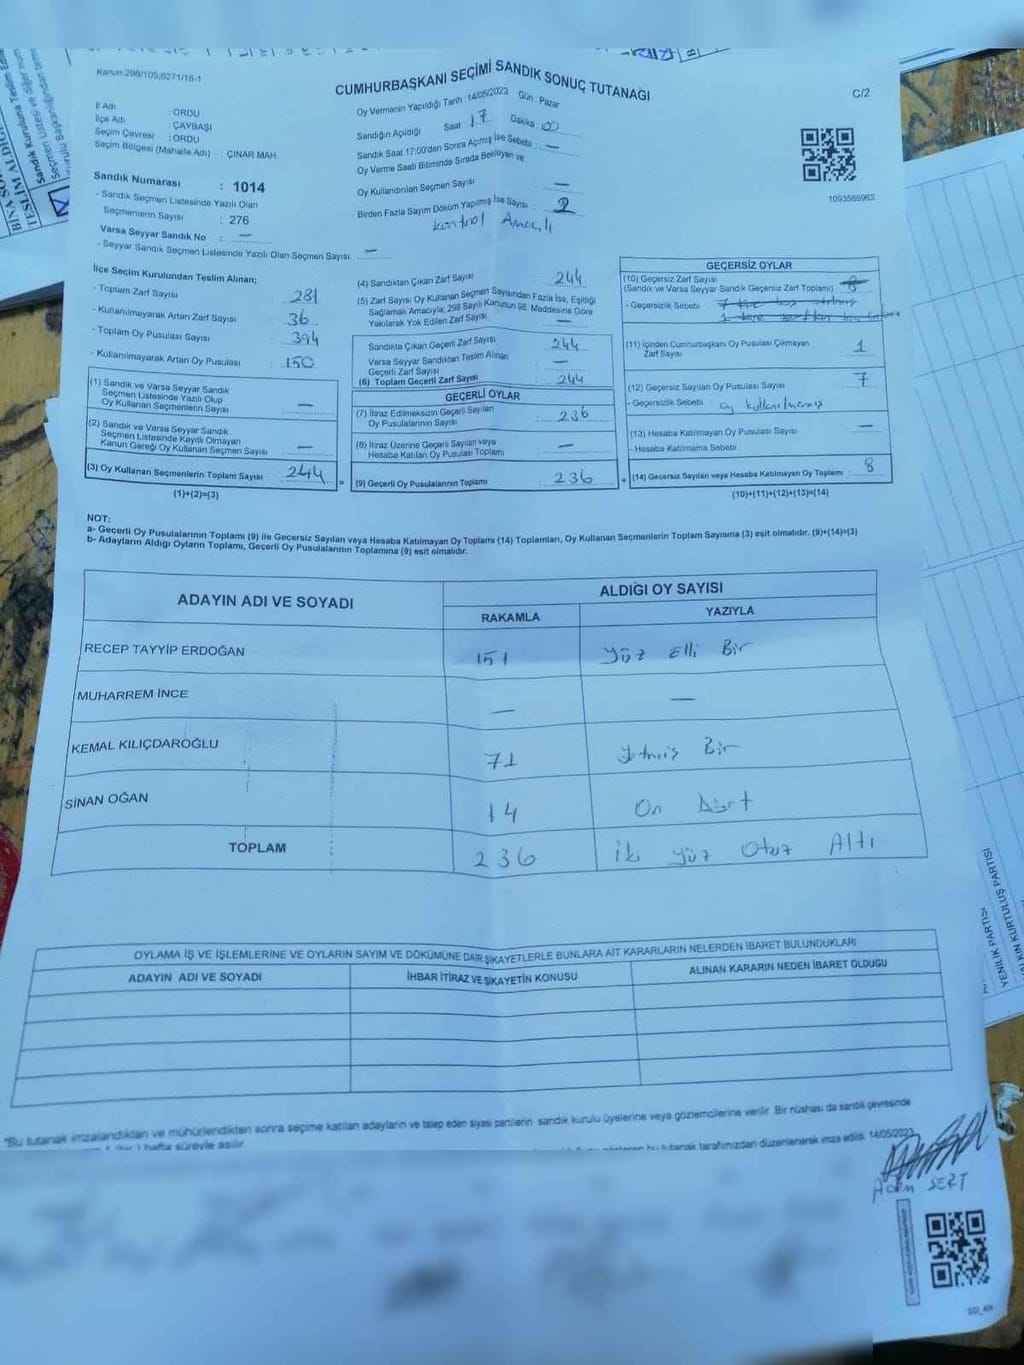 Kanun:298/105;6271/16-1
CUMHURBAŞKANI SEÇİMİ SANDIK SONUÇ TUTANAĞI
C/2
İl Adı : ORDU
İlçe Adı : ÇAYBAŞI
Seçim Çevresi : ORDU
Seçim Bölgesi (Mahalle Adı) : ÇINAR MAH.
Sandık Numarası : 1014
- Sandık Seçmen Listesinde Yazılı Olan
Seçmenlerin Sayısı : 276
Varsa Seyyar Sandık No : —
- Seyyar Sandık Seçmen Listesinde Yazılı Olan Seçmen Sayısı. —
Oy Vermenin Yapıldığı Tarih : 14/05/2023 Gün : Pazar
Sandığın Açıldığı Saat : 17 Dakika : 00
Sandık Saat 17:00'den Sonra Açılmış İse Sebebi : —
Oy Verme Saati Bitiminde Sırada Bekleyen ve
Oy Kullandırılan Seçmen Sayısı —
Birden Fazla Sayım Döküm Yapılmış İse Sayısı : 2
kontrol Amaçlı
1093586962
İlçe Seçim Kurulundan Teslim Alınan;
- Toplam Zarf Sayısı : 281
- Kullanılmayarak Artan Zarf Sayısı : 36
- Toplam Oy Pusulası Sayısı : 394
- Kullanılmayarak Artan Oy Pusulası : 150
(1) Sandık ve Varsa Seyyar Sandık
Seçmen Listesinde Yazılı Olup
Oy Kullanan Seçmenlerin Sayısı : —
(2) Sandık ve Varsa Seyyar Sandık
Seçmen Listesinde Kayıtlı Olmayan
Kanun Gereği Oy Kullanan Seçmen Sayısı : —
(3) Oy Kullanan Seçmenlerin Toplam Sayısı : 244 =
(1)+(2)=(3)
(4) Sandıktan Çıkan Zarf Sayısı : 244
(5) Zarf Sayısı Oy Kullanan Seçmen Sayısından Fazla İse, Eşitliği
Sağlamak Amacıyla; 298 Sayılı Kanunun 98. Maddesine Göre
Yakılarak Yok Edilen Zarf Sayısı —
Sandıkta Çıkan Geçerli Zarf Sayısı 244
Varsa Seyyar Sandıktan Teslim Alınan
Geçerli Zarf Sayısı —
(6) Toplam Geçerli Zarf Sayısı : 244
GEÇERLİ OYLAR
(7) İtiraz Edilmeksizin Geçerli Sayılan
Oy Pusulalarının Sayısı : 236
(8) İtiraz Üzerine Geçerli Sayılan veya
Hesaba Katılan Oy Pusulası Toplamı : —
(9) Geçerli Oy Pusulalarının Toplamı : 236 +
GEÇERSİZ OYLAR
(10) Geçersiz Zarf Sayısı
(Sandık ve Varsa Seyyar Sandık Geçersiz Zarf Toplamı) : 8
- Geçersizlik Sebebi :
(11) İçinden Cumhurbaşkanı Oy Pusulası Çıkmayan
Zarf Sayısı : 1
(12) Geçersiz Sayılan Oy Pusulası Sayısı : 7
- Geçersizlik Sebebi : oy kullanılmamış
(13) Hesaba Katılmayan Oy Pusulası Sayısı : —
- Hesaba Katılmama Sebebi :
(14) Geçersiz Sayılan veya Hesaba Katılmayan Oy Toplamı : 8
(10)+(11)+(12)+(13)=(14)
NOT:
a- Geçerli Oy Pusulalarının Toplamı (9) ile Geçersiz Sayılan veya Hesaba Katılmayan Oy Toplamı (14) Toplamları, Oy Kullanan Seçmenlerin Toplam Sayısına (3) eşit olmalıdır. (9)+(14)=(3)
b- Adayların Aldığı Oyların Toplamı, Geçerli Oy Pusulalarının Toplamına (9) eşit olmalıdır.
ADAYIN ADI VE SOYADI
ALDIĞI OY SAYISI
RAKAMLA YAZIYLA
RECEP TAYYİP ERDOĞAN 151 Yüz Elli Bir
MUHARREM İNCE — —
KEMAL KILIÇDAROĞLU 71 Yetmiş Bir
SİNAN OĞAN 14 On Dört
TOPLAM 236 İki Yüz Otuz Altı
OYLAMA İŞ VE İŞLEMLERİNE VE OYLARIN SAYIM VE DÖKÜMÜNE DAİR ŞİKAYETLERLE BUNLARA AİT KARARLARIN NELERDEN İBARET BULUNDUKLARI
ADAYIN ADI VE SOYADI İHBAR İTİRAZ VE ŞİKAYETİN KONUSU ALINAN KARARIN NEDEN İBARET OLDUĞU
*Bu tutanak imzalandıktan ve mühürlendikten sonra seçime katılan adayların ve talep eden siyasi partilerin sandık kurulu üyelerine veya gözlemcilerine verilir. Bir nüshası da sandık çevresinde
1 (bir) hafta süreyle asılır.
bu tutanak tarafımızdan düzenlenerek imza edildi. 14/05/2023
SERT
YENİLİK PARTİSİ
KURTULUŞ PARTİSİ
TESLİM ALDIĞI
Sandık Kuruluna Teslim Edile